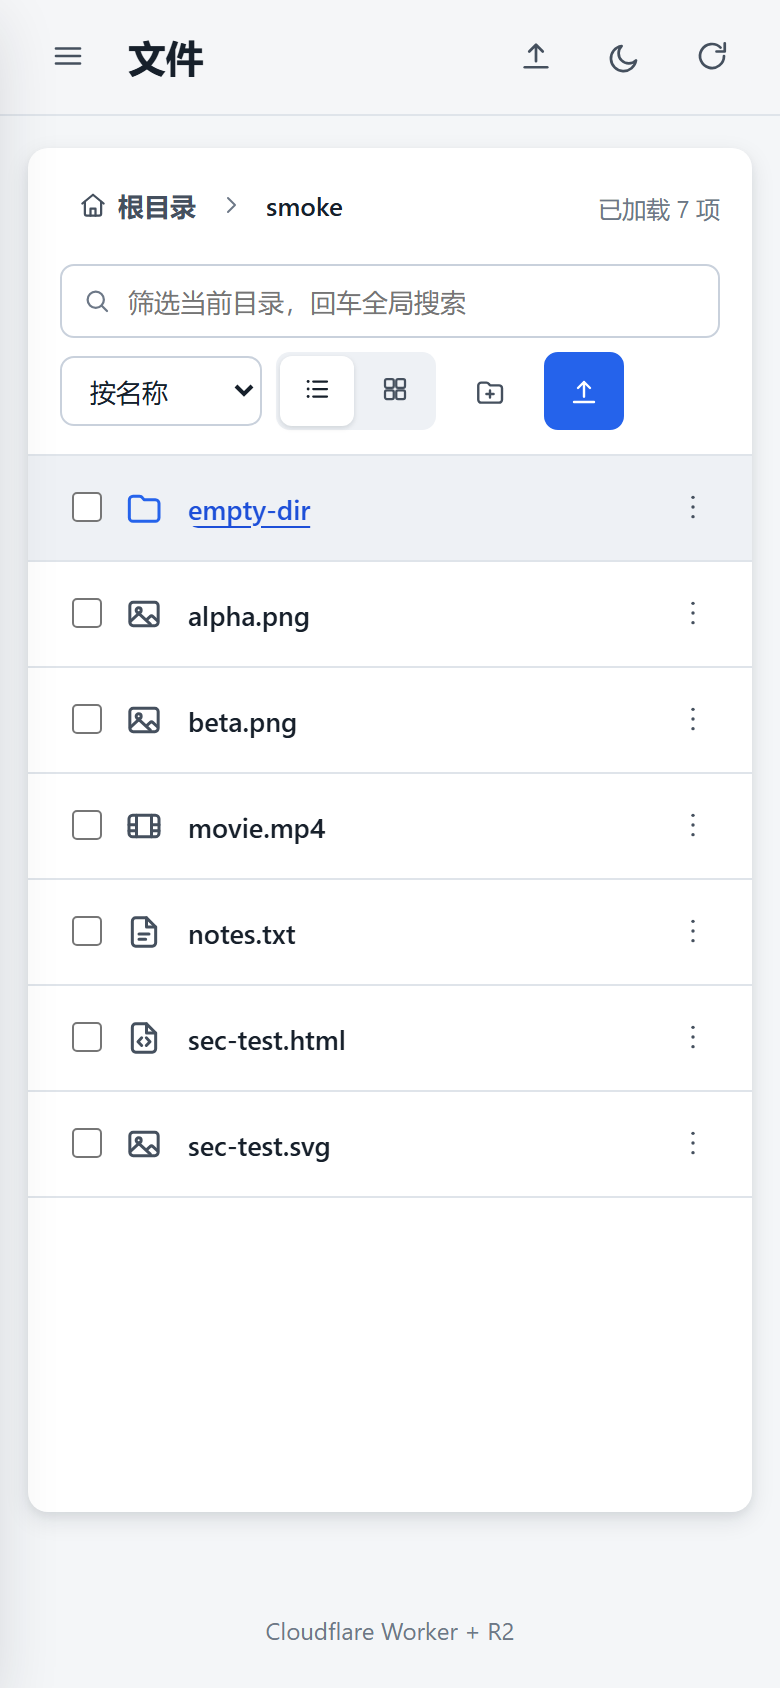 文件
根目录 smoke 已加载 7 项
筛选当前目录，回车全局搜索
按名称
empty-dir
alpha.png
beta.png
movie.mp4
notes.txt
sec-test.html
sec-test.svg
Cloudflare Worker + R2